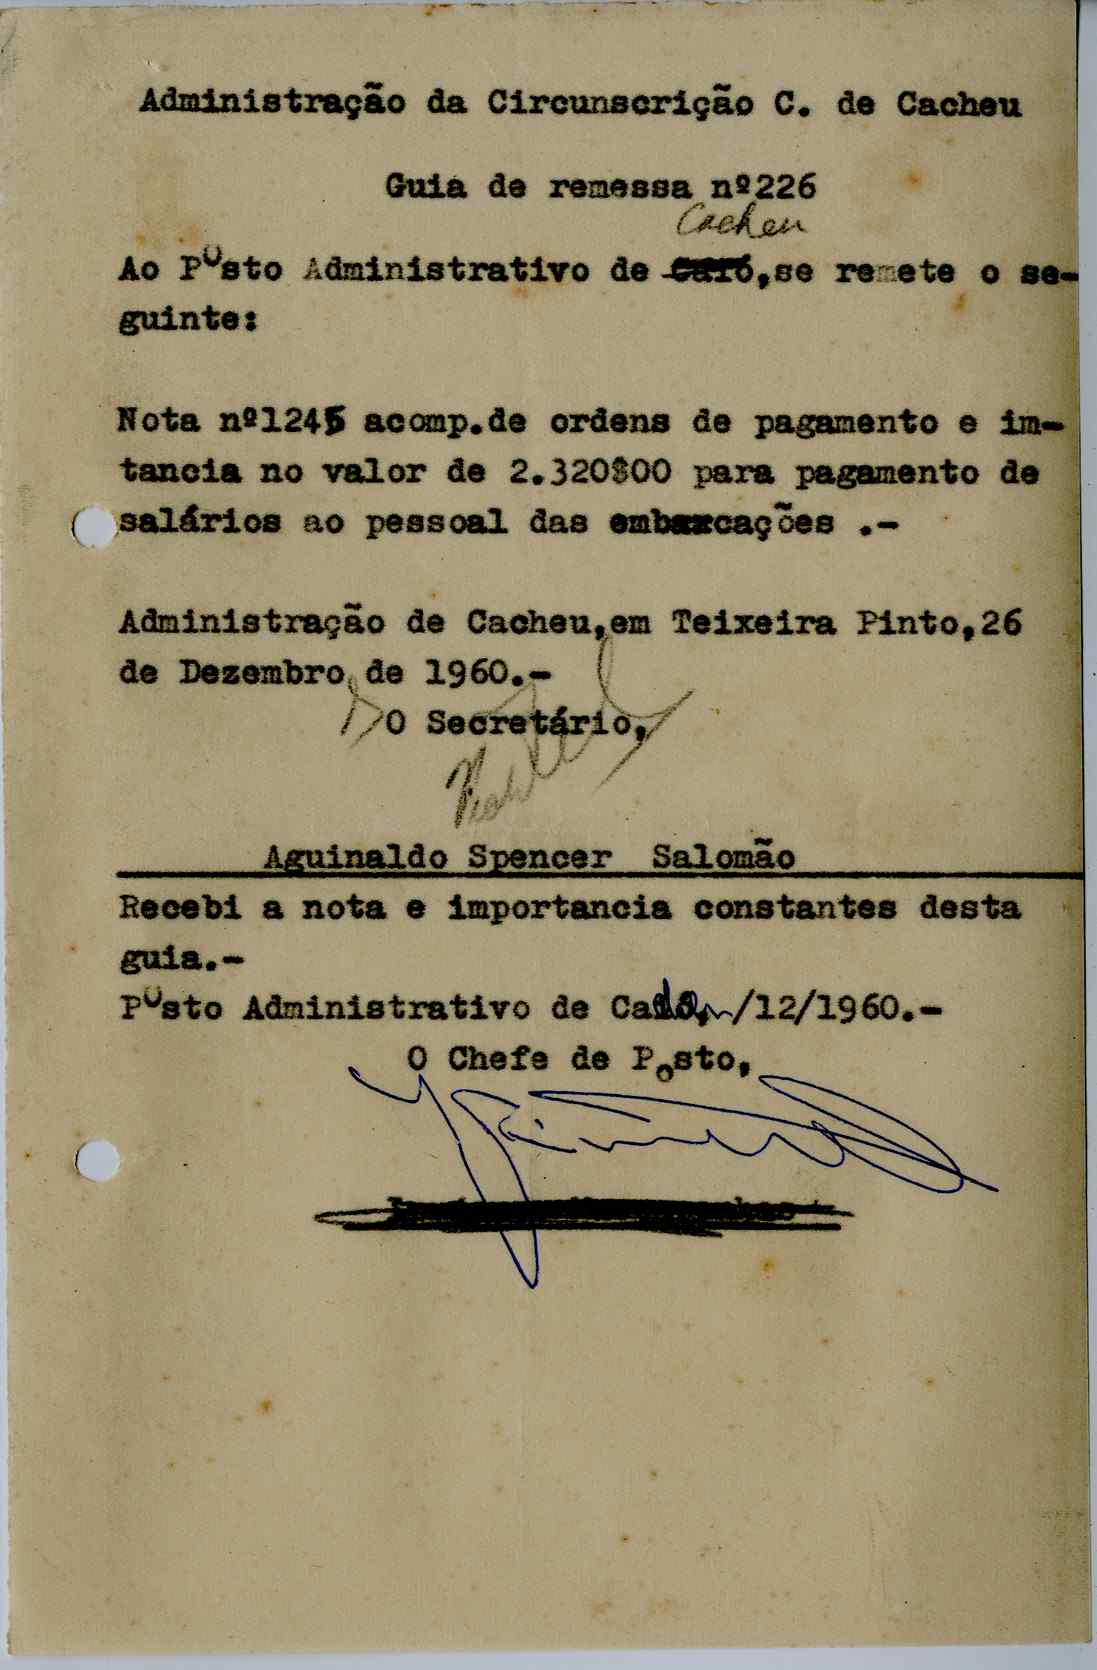 Administração da Circunscrição C. de Cacheu
Guia de remessa nº226
Cacheu
Ao Posto Administrativo de Caró,se remete o se-
guinte:
Nota nº1245 acomp.de ordens de pagamento e im-
tancia no valor de 2.320$00 para pagamento de
salários ao pessoal das embarcações .-
Administração de Cacheu,em Teixeira Pinto,26
de Dezembro de 1960.-
O Secretário,
Aguinaldo Spencer Salomão
Recebi a nota e importancia constantes desta
guia.-
Posto Administrativo de /12/1960.-
O Chefe de Posto,